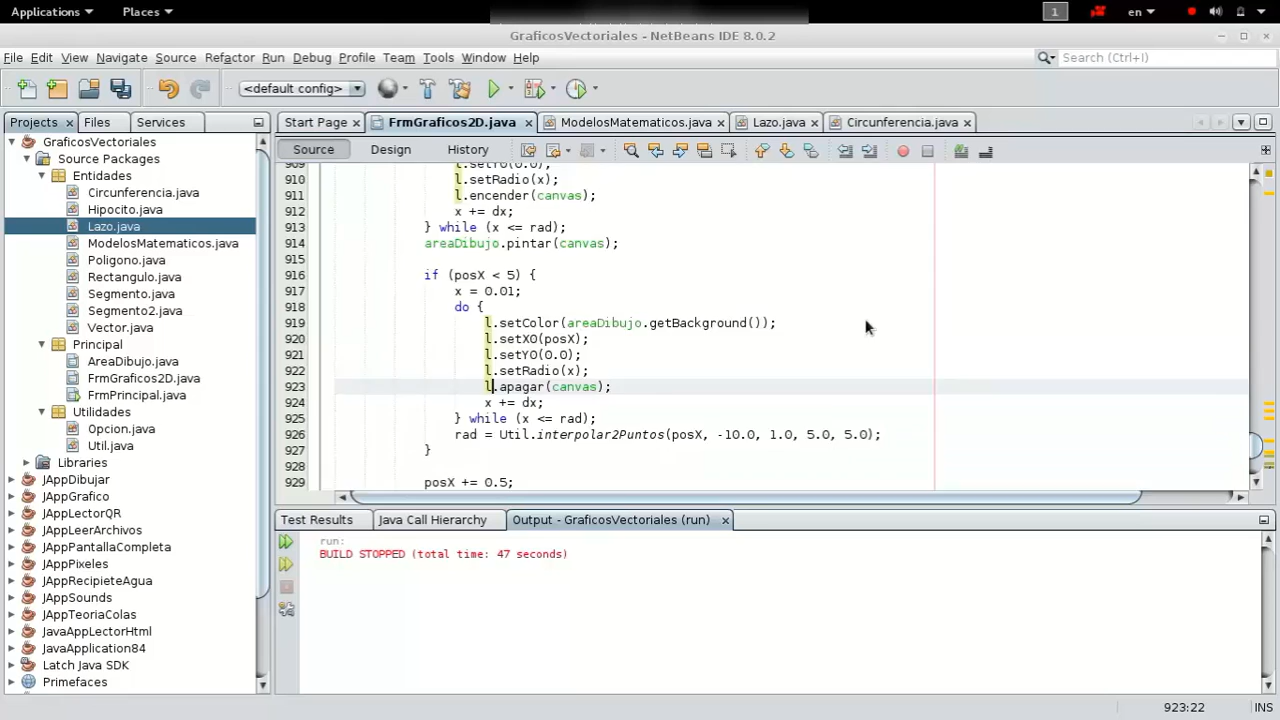 Applications Places 1 en
GraficosVectoriales - NetBeans IDE 8.0.2
File Edit View Navigate Source Refactor Run Debug Profile Team Tools Window Help Search (Ctrl+I)
<default config>
Projects Files Services
Start Page FrmGraficos2D.java ModelosMatematicos.java Lazo.java Circunferencia.java
Source Design History
GraficosVectoriales
Source Packages
Entidades
Circunferencia.java
Hipocito.java
Lazo.java
ModelosMatematicos.java
Poligono.java
Rectangulo.java
Segmento.java
Segmento2.java
Vector.java
Principal
AreaDibujo.java
FrmGraficos2D.java
FrmPrincipal.java
Utilidades
Opcion.java
Util.java
Libraries
JAppDibujar
JAppGrafico
JAppLectorQR
JAppLeerArchivos
JAppPantallaCompleta
JAppPixeles
JAppRecipieteAgua
JAppSounds
JAppTeoriaColas
JavaAppLectorHtml
JavaApplication84
Latch Java SDK
Primefaces
909 l.setYO(0.0);
910 l.setRadio(x);
911 l.encender(canvas);
912 x += dx;
913 } while (x <= rad);
914 areaDibujo.pintar(canvas);
915
916 if (posX < 5) {
917 x = 0.01;
918 do {
919 l.setColor(areaDibujo.getBackground());
920 l.setXO(posX);
921 l.setYO(0.0);
922 l.setRadio(x);
923 l.apagar(canvas);
924 x += dx;
925 } while (x <= rad);
926 rad = Util.interpolar2Puntos(posX, -10.0, 1.0, 5.0, 5.0);
927 }
928
929 posX += 0.5;
Test Results Java Call Hierarchy Output - GraficosVectoriales (run)
run:
BUILD STOPPED (total time: 47 seconds)
923:22 INS